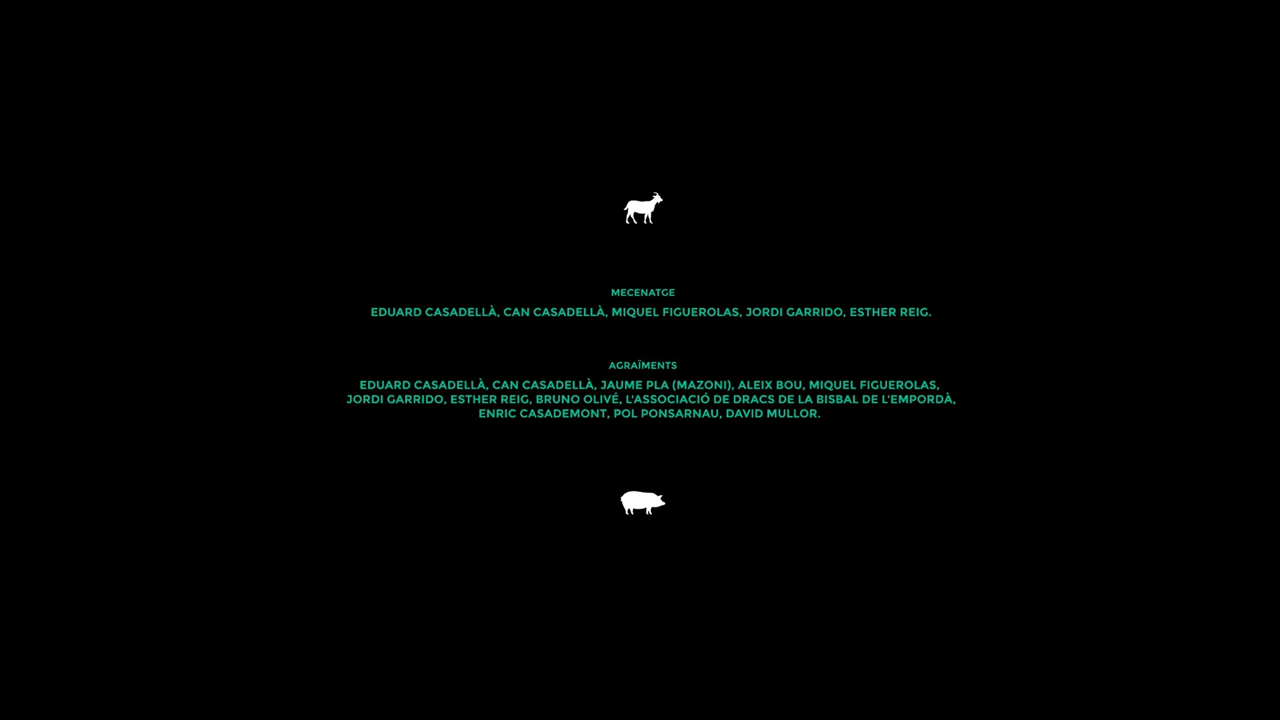 MECENATGE
EDUARD CASADELLÀ, CAN CASADELLÀ, MIQUEL FIGUEROLAS, JORDI GARRIDO, ESTHER REIG.
AGRAÏMENTS
EDUARD CASADELLÀ, CAN CASADELLÀ, JAUME PLA (MAZONI), ALEIX BOU, MIQUEL FIGUEROLAS,
JORDI GARRIDO, ESTHER REIG, BRUNO OLIVÉ, L'ASSOCIACIÓ DE DRACS DE LA BISBAL DE L'EMPORDÀ,
ENRIC CASADEMONT, POL PONSARNAU, DAVID MULLOR.